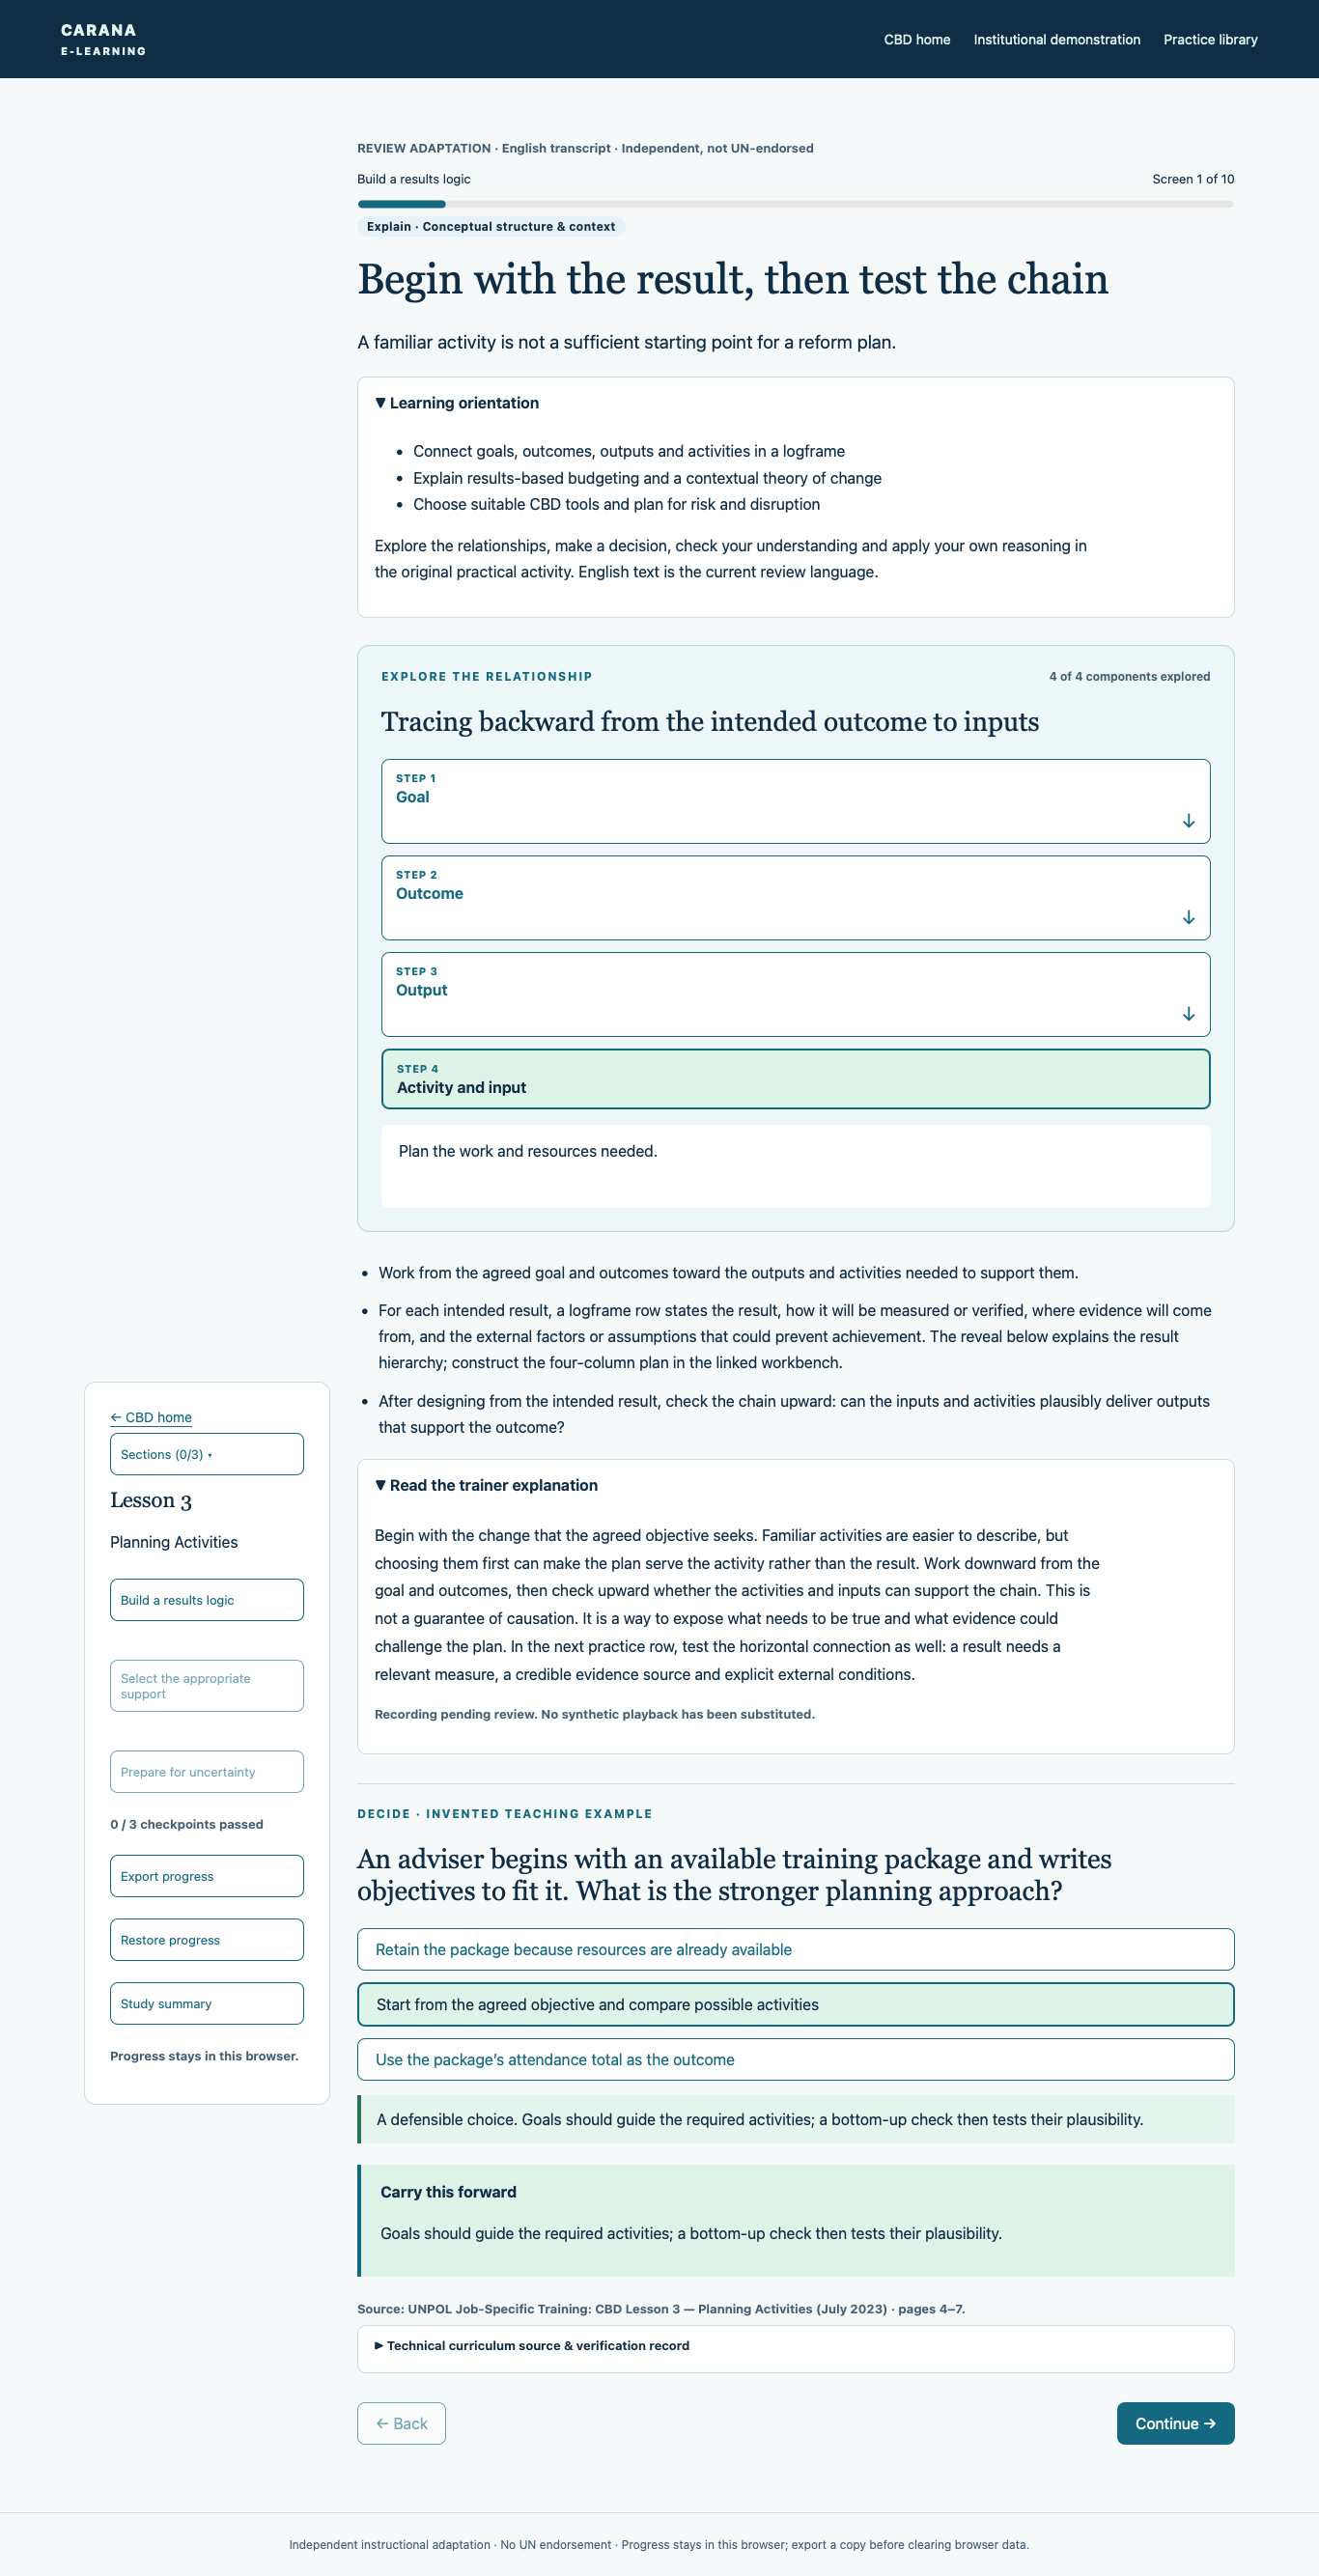 CARANA
E-LEARNING
CBD home
Institutional demonstration
Practice library
REVIEW ADAPTATION · English transcript · Independent, not UN-endorsed
Build a results logic
Screen 1 of 10
Explain · Conceptual structure & context
Begin with the result, then test the chain
A familiar activity is not a sufficient starting point for a reform plan.
▼ Learning orientation
• Connect goals, outcomes, outputs and activities in a logframe
• Explain results-based budgeting and a contextual theory of change
• Choose suitable CBD tools and plan for risk and disruption
Explore the relationships, make a decision, check your understanding and apply your own reasoning in
the original practical activity. English text is the current review language.
EXPLORE THE RELATIONSHIP
4 of 4 components explored
Tracing backward from the intended outcome to inputs
STEP 1
Goal
↓
STEP 2
Outcome
↓
STEP 3
Output
↓
STEP 4
Activity and input
Plan the work and resources needed.
• Work from the agreed goal and outcomes toward the outputs and activities needed to support them.
• For each intended result, a logframe row states the result, how it will be measured or verified, where evidence will come
from, and the external factors or assumptions that could prevent achievement. The reveal below explains the result
hierarchy; construct the four-column plan in the linked workbench.
• After designing from the intended result, check the chain upward: can the inputs and activities plausibly deliver outputs
that support the outcome?
← CBD home
Sections (0/3) ▾
Lesson 3
Planning Activities
Build a results logic
Select the appropriate
support
Prepare for uncertainty
0 / 3 checkpoints passed
Export progress
Restore progress
Study summary
Progress stays in this browser.
▼ Read the trainer explanation
Begin with the change that the agreed objective seeks. Familiar activities are easier to describe, but
choosing them first can make the plan serve the activity rather than the result. Work downward from the
goal and outcomes, then check upward whether the activities and inputs can support the chain. This is
not a guarantee of causation. It is a way to expose what needs to be true and what evidence could
challenge the plan. In the next practice row, test the horizontal connection as well: a result needs a
relevant measure, a credible evidence source and explicit external conditions.
Recording pending review. No synthetic playback has been substituted.
DECIDE · INVENTED TEACHING EXAMPLE
An adviser begins with an available training package and writes
objectives to fit it. What is the stronger planning approach?
Retain the package because resources are already available
Start from the agreed objective and compare possible activities
Use the package’s attendance total as the outcome
A defensible choice. Goals should guide the required activities; a bottom-up check then tests their plausibility.
Carry this forward
Goals should guide the required activities; a bottom-up check then tests their plausibility.
Source: UNPOL Job-Specific Training: CBD Lesson 3 — Planning Activities (July 2023) · pages 4–7.
▶ Technical curriculum source & verification record
← Back
Continue →
Independent instructional adaptation · No UN endorsement · Progress stays in this browser; export a copy before clearing browser data.